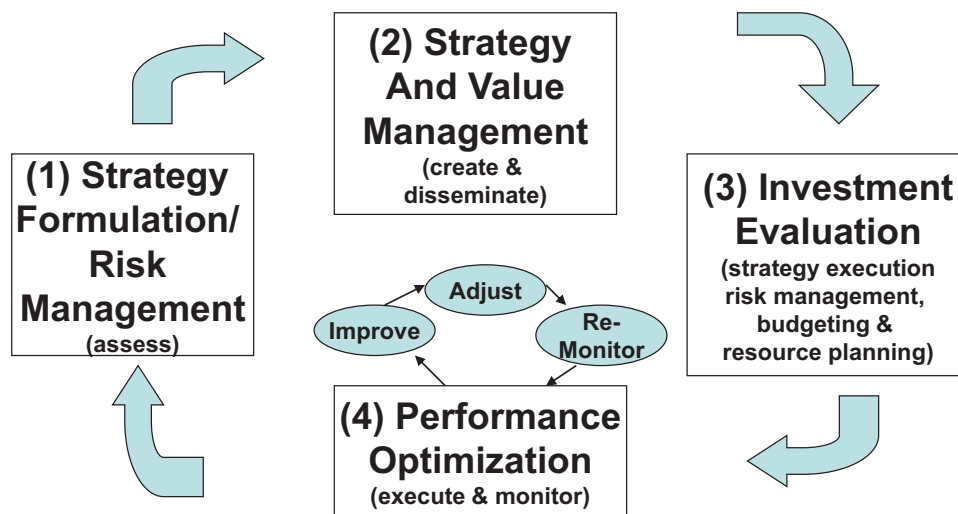 (1) Strategy
Formulation/
Risk
Management
(assess)
(2) Strategy
And Value
Management
(create &
disseminate)
(3) Investment
Evaluation
(strategy execution
risk management,
budgeting &
resource planning)
Improve
Adjust
Re-
Monitor
(4) Performance
Optimization
(execute & monitor)